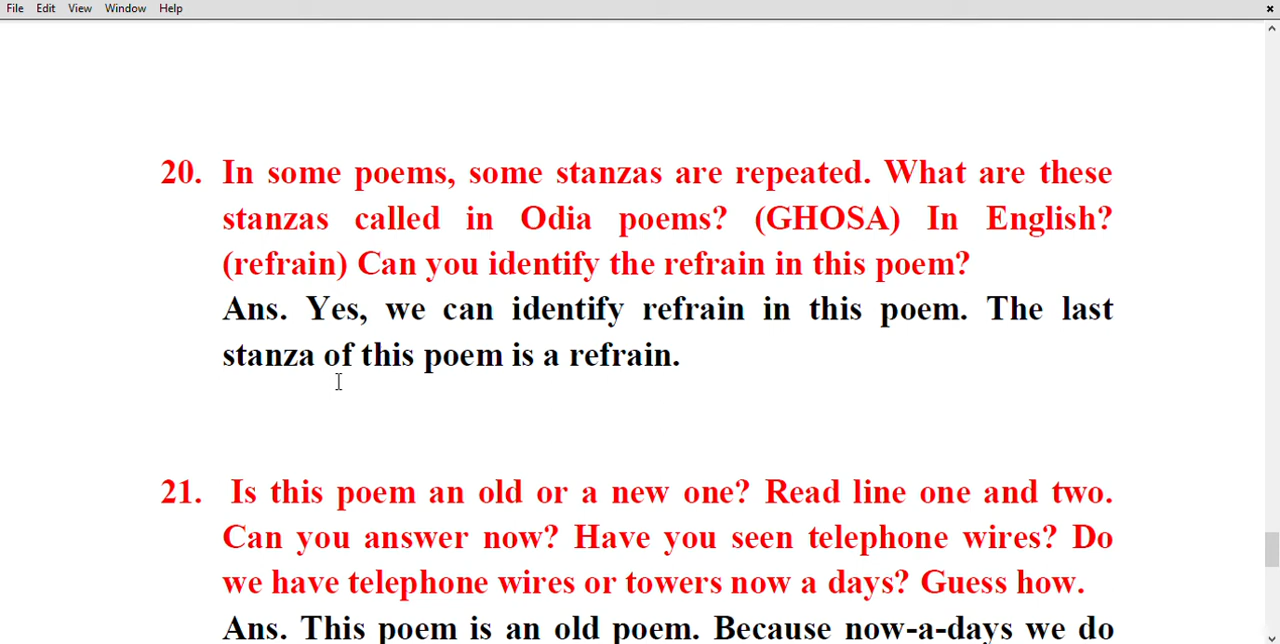 File Edit View Window Help
20. In some poems, some stanzas are repeated. What are these
stanzas called in Odia poems? (GHOSA) In English?
(refrain) Can you identify the refrain in this poem?
Ans. Yes, we can identify refrain in this poem. The last
stanza of this poem is a refrain.
21. Is this poem an old or a new one? Read line one and two.
Can you answer now? Have you seen telephone wires? Do
we have telephone wires or towers now a days? Guess how.
Ans. This poem is an old poem. Because now-a-days we do